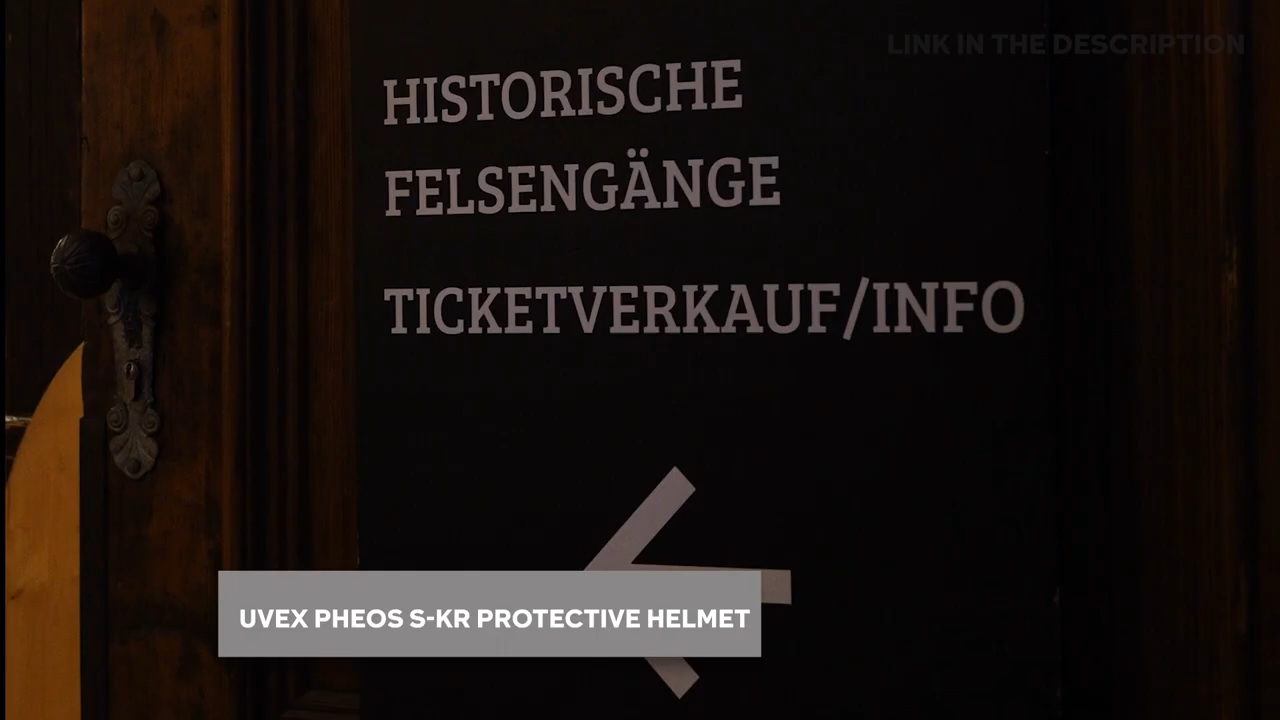 LINK IN THE DESCRIPTION
HISTORISCHE
FELSENGÄNGE
TICKETVERKAUF/INFO
UVEX PHEOS S-KR PROTECTIVE HELMET